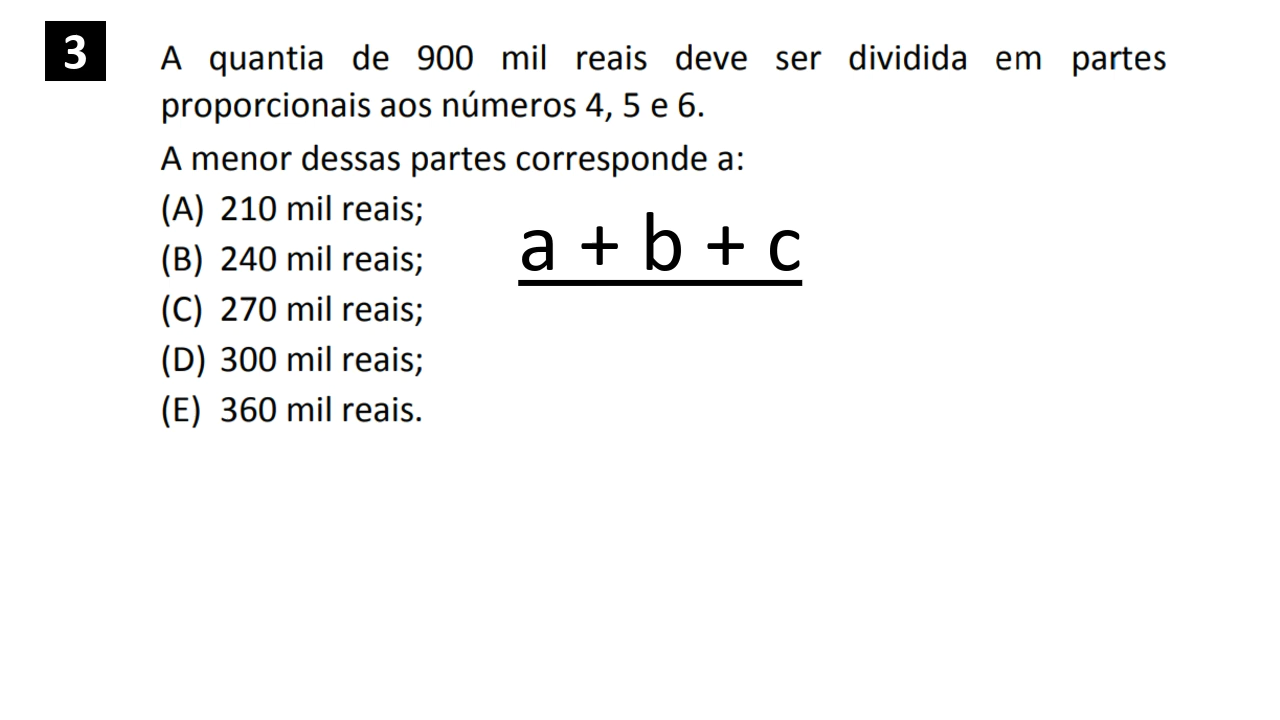 3
A quantia de 900 mil reais deve ser dividida em partes
proporcionais aos números 4, 5 e 6.
A menor dessas partes corresponde a:
(A) 210 mil reais;
(B) 240 mil reais;
(C) 270 mil reais;
(D) 300 mil reais;
(E) 360 mil reais.
a + b + c